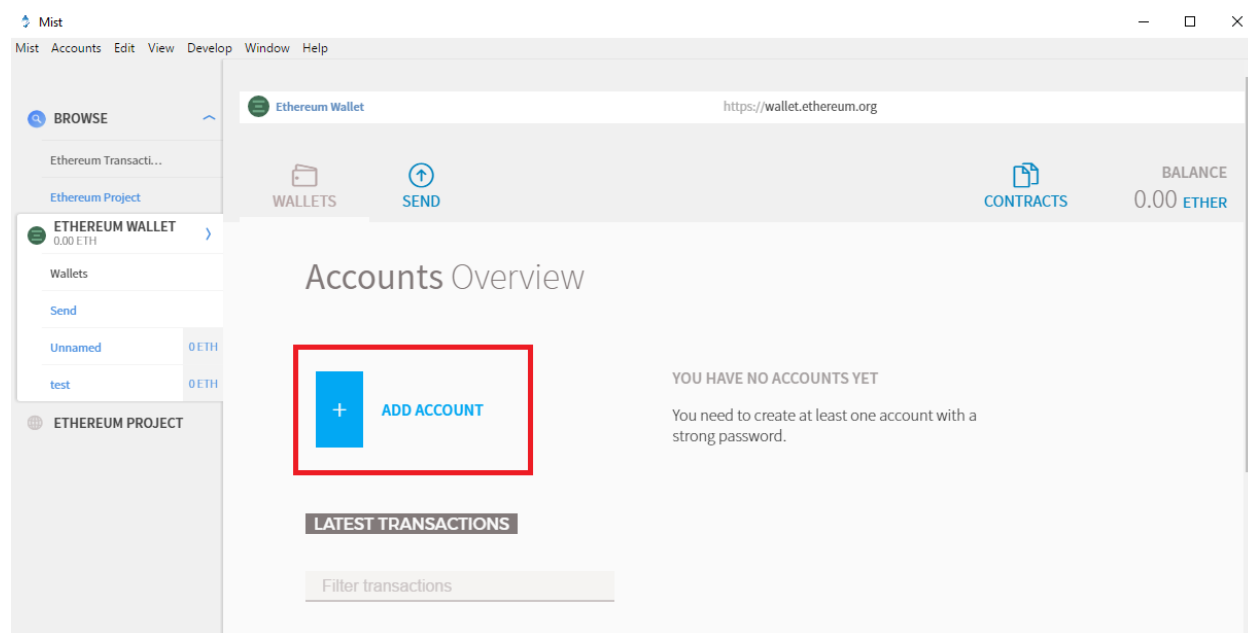 Mist
Mist Accounts Edit View Develop Window Help
BROWSE
Ethereum Transacti...
Ethereum Project
ETHEREUM WALLET
0.00 ETH
Wallets
Send
Unnamed 0 ETH
test 0 ETH
ETHEREUM PROJECT
Ethereum Wallet https://wallet.ethereum.org
WALLETS SEND CONTRACTS
BALANCE
0.00 ETHER
Accounts Overview
ADD ACCOUNT
YOU HAVE NO ACCOUNTS YET
You need to create at least one account with a
strong password.
LATEST TRANSACTIONS
Filter transactions